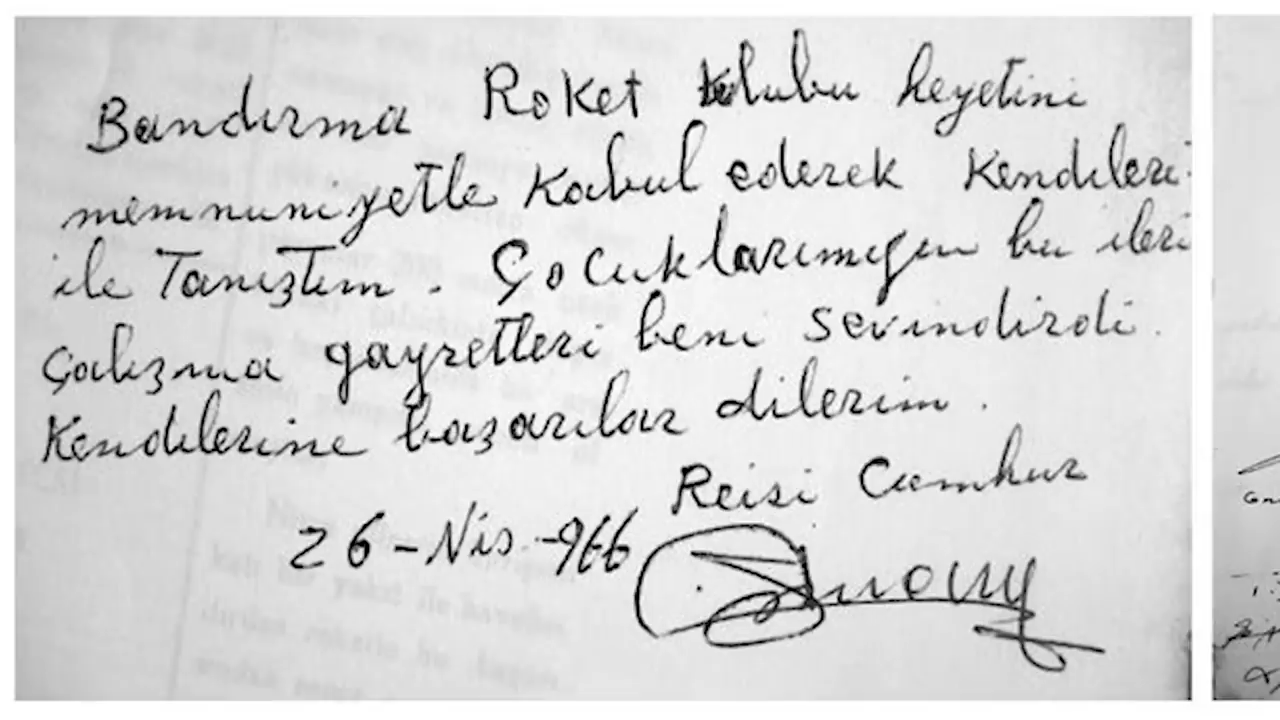 Bandırma Roket klubu heyetini
memnuniyetle kabul ederek kendileri
ile Tanıştım. Çocuklarımızın bu ileri
çalışma gayretleri beni sevindirdi.
Kendilerine başarılar dilerim.
Reisi Cumhur
26-Nis.-966